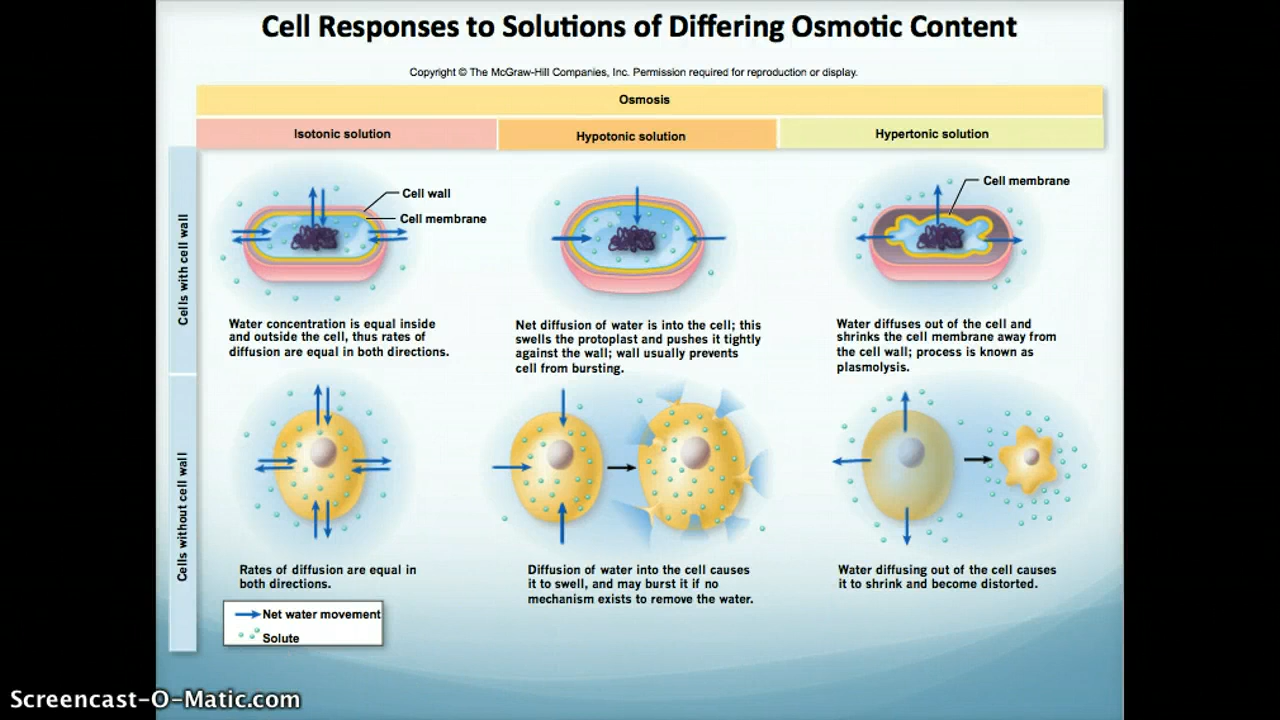 Cell Responses to Solutions of Differing Osmotic Content
Copyright © The McGraw-Hill Companies, Inc. Permission required for reproduction or display.
Osmosis
Isotonic solution
Hypotonic solution
Hypertonic solution
Cells with cell wall
Cell wall
Cell membrane
Cell membrane
Water concentration is equal inside
and outside the cell, thus rates of
diffusion are equal in both directions.
Net diffusion of water is into the cell; this
swells the protoplast and pushes it tightly
against the wall; wall usually prevents
cell from bursting.
Water diffuses out of the cell and
shrinks the cell membrane away from
the cell wall; process is known as
plasmolysis.
Cells without cell wall
Rates of diffusion are equal in
both directions.
Diffusion of water into the cell causes
it to swell, and may burst it if no
mechanism exists to remove the water.
Water diffusing out of the cell causes
it to shrink and become distorted.
Net water movement
Solute
Screencast-O-Matic.com